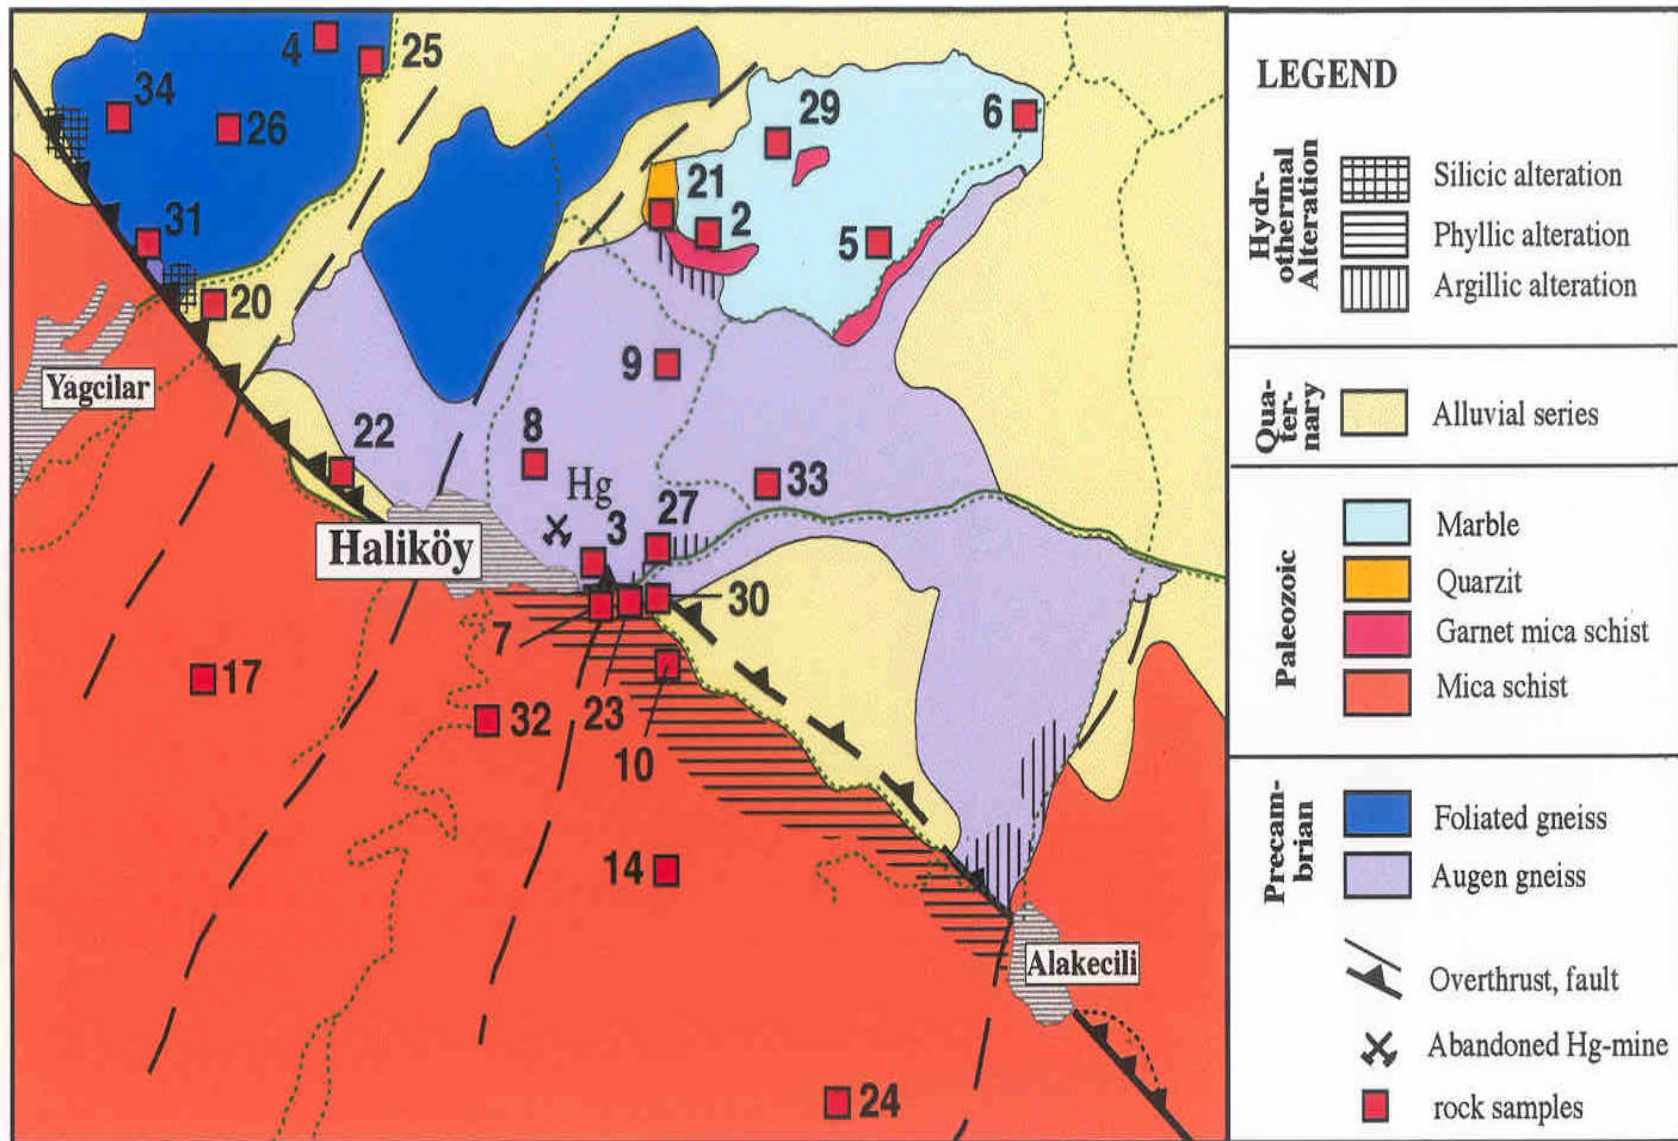 4
25
34
26
29
6
21
2
31
5
20
Yagcilar
9
22
8
Hg
33
27
3
Haliköy
30
7
17
32
23
10
14
Alakecili
24
LEGEND
Hydr-
othermal
Alteration
Silicic alteration
Phyllic alteration
Argillic alteration
Qua-
ter-
nary
Alluvial series
Paleozoic
Marble
Quarzit
Garnet mica schist
Mica schist
Precam-
brian
Foliated gneiss
Augen gneiss
Overthrust, fault
Abandoned Hg-mine
rock samples